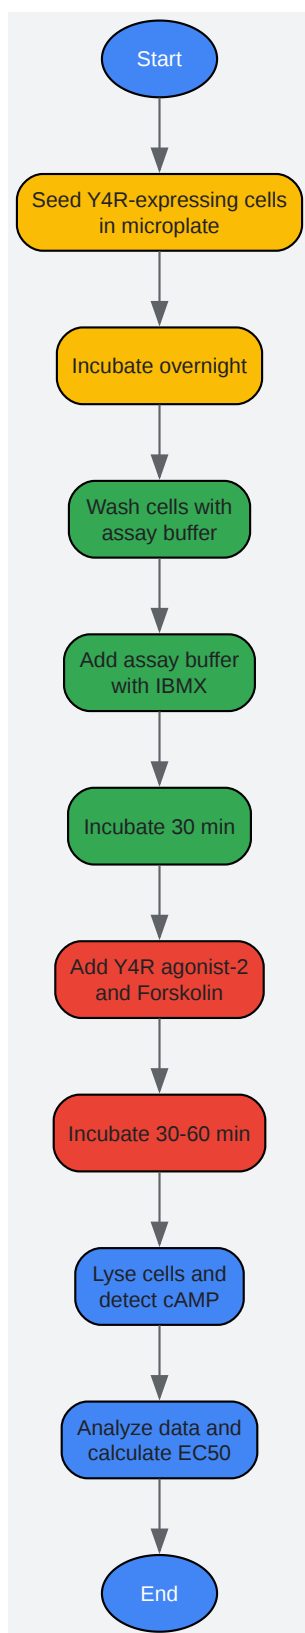 Start
Seed Y4R-expressing cells
in microplate
Incubate overnight
Wash cells with
assay buffer
Add assay buffer
with IBMX
Incubate 30 min
Add Y4R agonist-2
and Forskolin
Incubate 30-60 min
Lyse cells and
detect cAMP
Analyze data and
calculate EC50
End